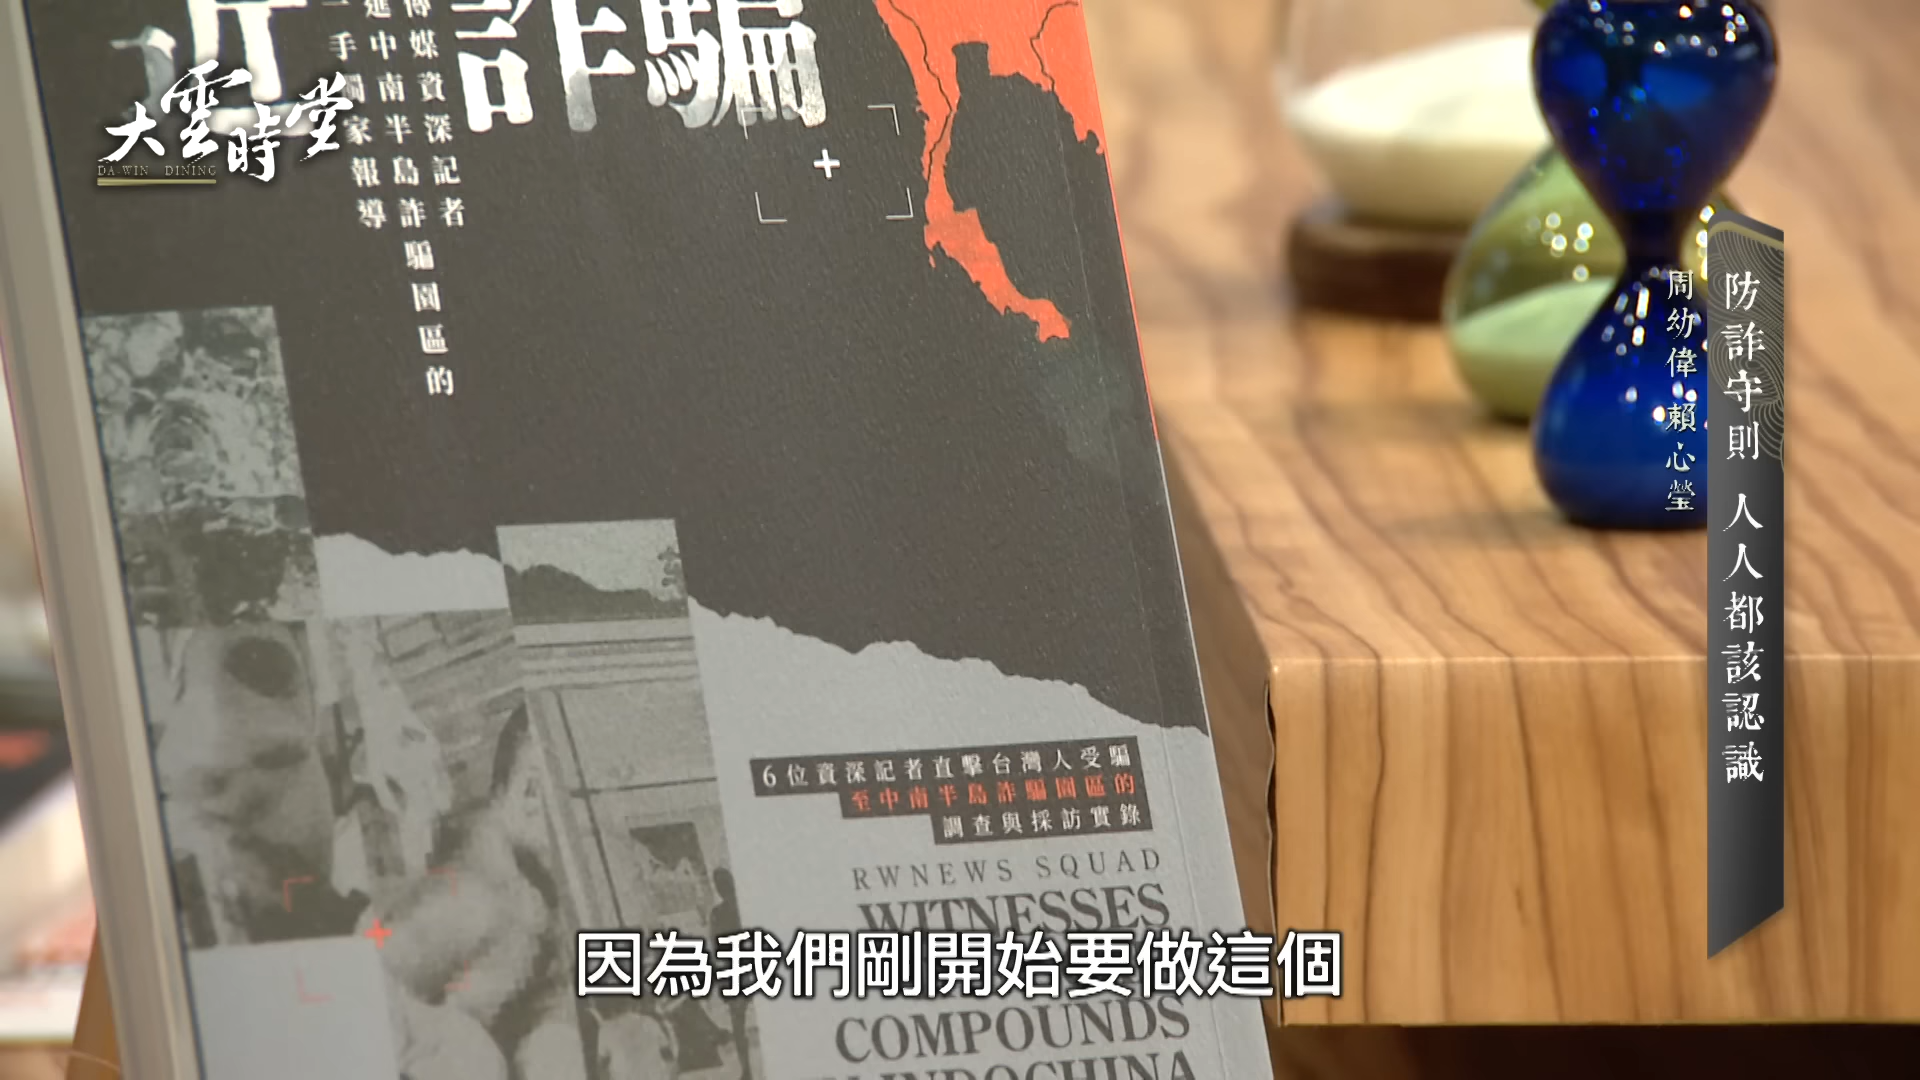 詐騙
傳媒資深記者
進中南半島詐騙園區的
手獨家報導
大雲時堂
DA-WIN DINING
防詐守則 人人都該認識
周幼偉 賴心瑩
6位資深記者直擊台灣人受騙
至中南半島詐騙園區的
調查與採訪實錄
RWNEWS SQUAD
WITNESSES
COMPOUNDS
INDOCHINA
因為我們剛開始要做這個